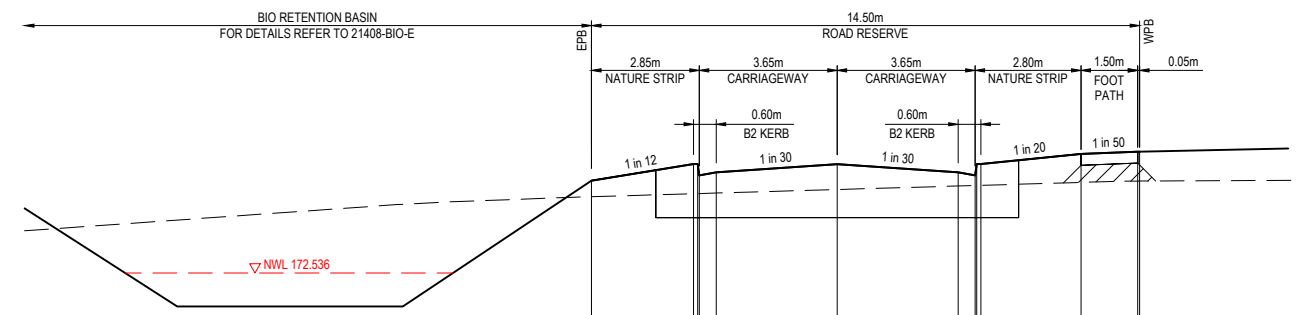 BIO RETENTION BASIN
FOR DETAILS REFER TO 21408-BIO-E
EPB
14.50m
ROAD RESERVE
WPB
2.85m
NATURE STRIP
3.65m
CARRIAGEWAY
3.65m
CARRIAGEWAY
2.80m
NATURE STRIP
1.50m
FOOT
PATH
0.05m
0.60m
B2 KERB
0.60m
B2 KERB
1 in 12
1 in 30
1 in 30
1 in 20
1 in 50
NWL 172.536